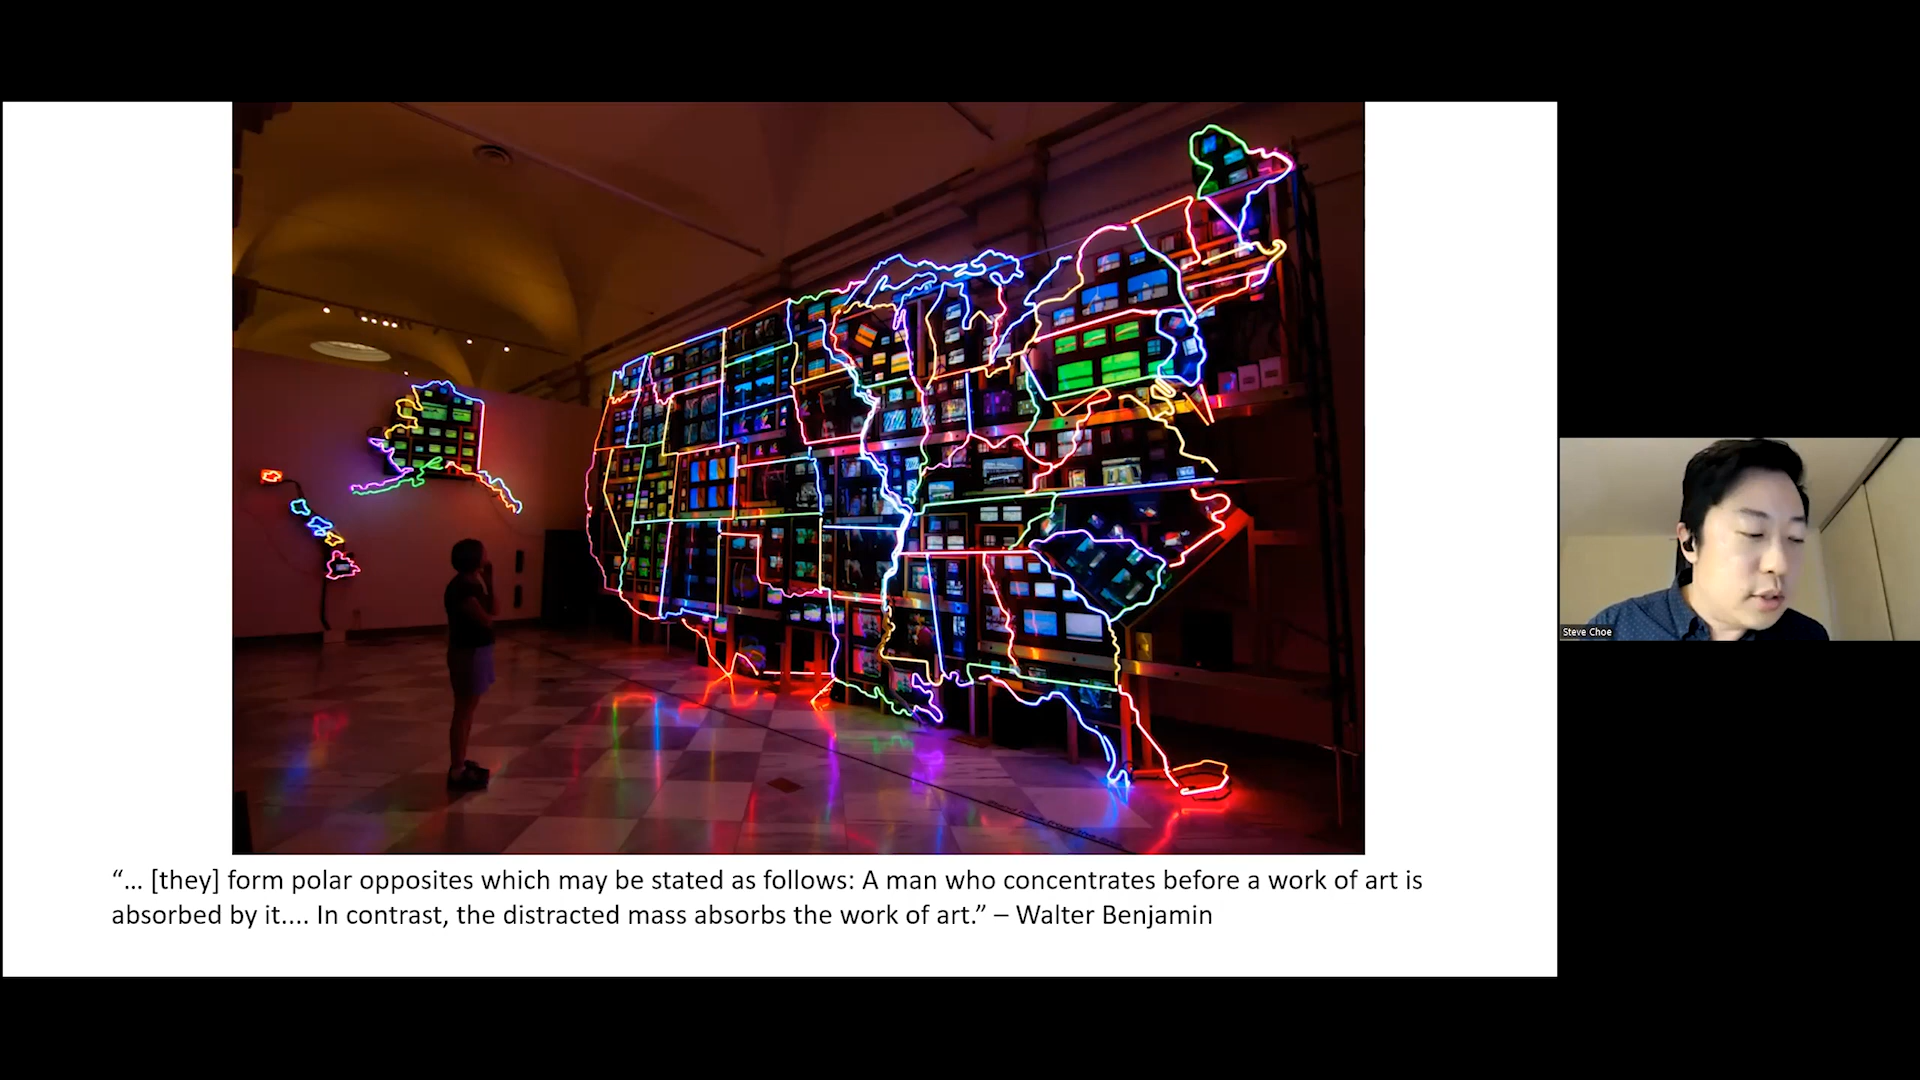 “… [they] form polar opposites which may be stated as follows: A man who concentrates before a work of art is
absorbed by it.... In contrast, the distracted mass absorbs the work of art.” – Walter Benjamin
Steve Choe